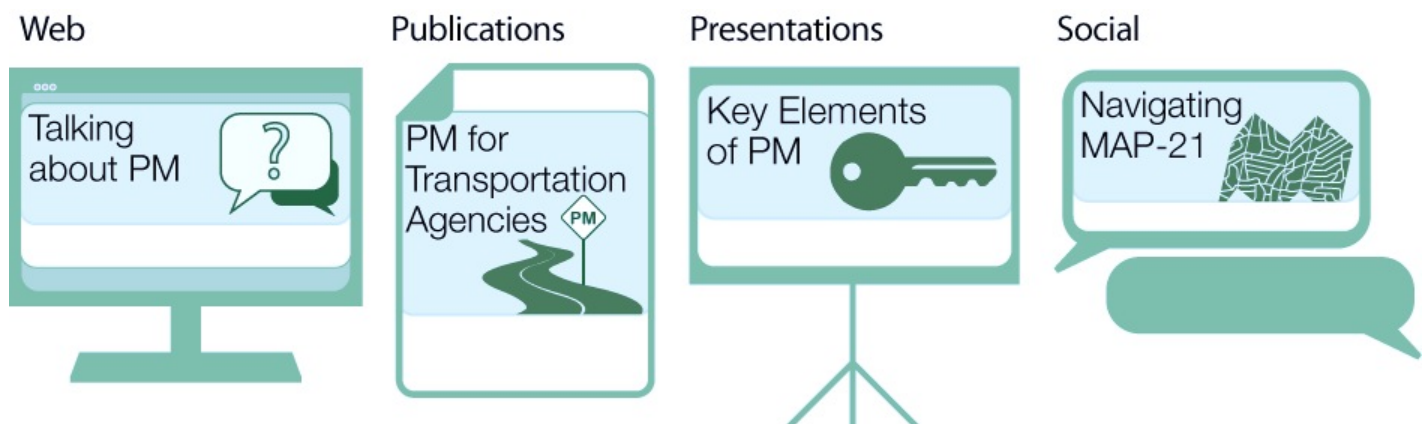 Web
Talking
about PM
?
Publications
PM for
Transportation
Agencies
PM
Presentations
Key Elements
of PM
Social
Navigating
MAP-21